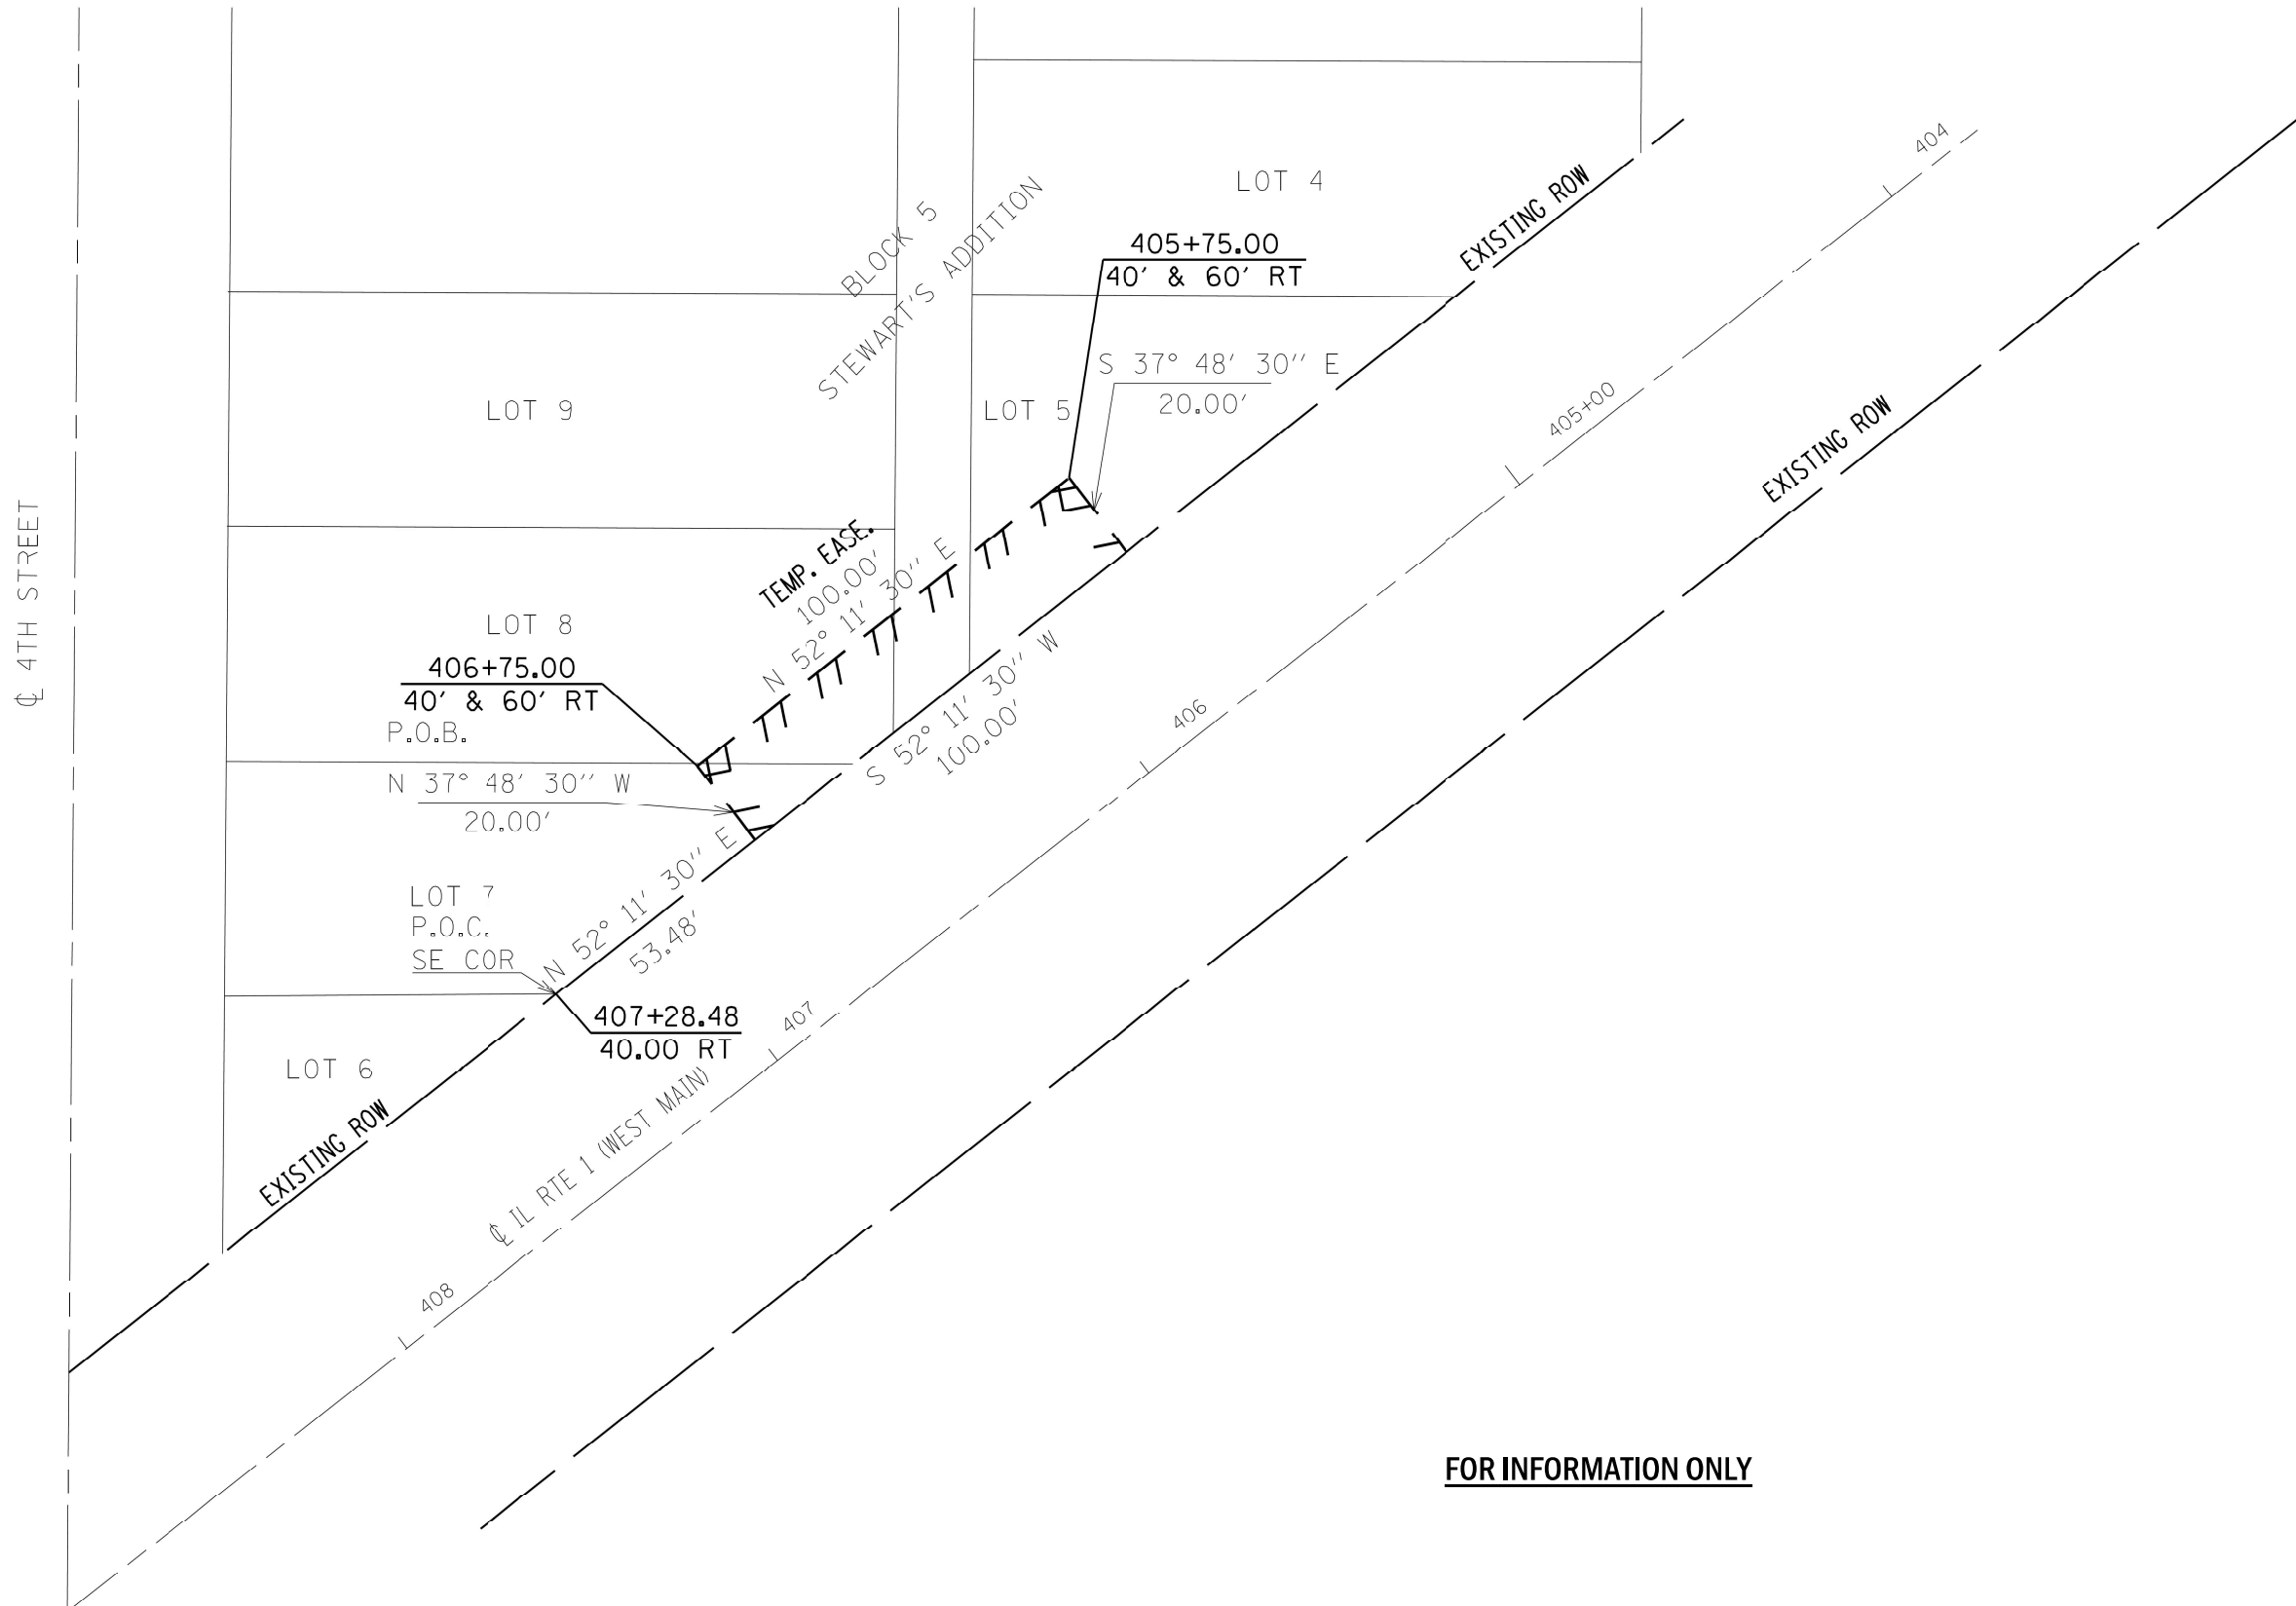 404
EXISTING ROW
LOT 4
BLOCK 5
STEWART'S ADDITION
405+75.00
40' & 60' RT
S 37° 48' 30'' E
20.00'
405+00
EXISTING ROW
LOT 9
LOT 5
℄ 4TH STREET
TEMP. EASE.
100.00'
N 52° 11' 30'' E
LOT 8
406+75.00
40' & 60' RT
P.O.B.
N 37° 48' 30'' W
20.00'
S 52° 11' 30'' W
100.00'
406
LOT 7
P.O.C.
SE COR
N 52° 11' 30'' E
53.48'
407+28.48
40.00 RT
407
LOT 6
EXISTING ROW
℄ IL RTE 1 (WEST MAIN)
408
FOR INFORMATION ONLY